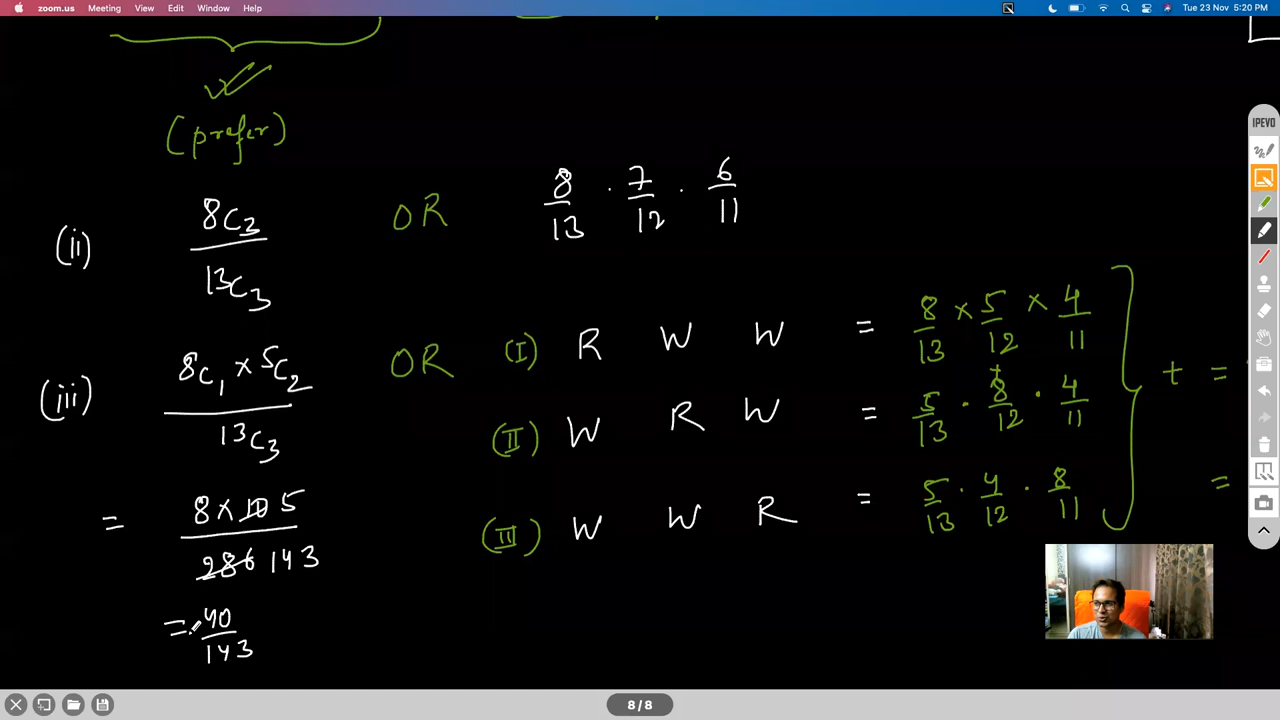 zoom.us Meeting View Edit Window Help Tue 23 Nov 5:20 PM
IPEVO
(prefer)
(ii) 8C3 / 13C3 OR 8/13 · 7/12 · 6/11
(iii) 8C1 × 5C2 / 13C3 OR (I) R W W = 8/13 × 5/12 × 4/11
(II) W R W = 5/13 · 8/12 · 4/11
+ =
(III) W W R = 5/13 · 4/12 · 8/11
=
= 8 × 10 5 / 286 143
= 40 / 143
8 / 8